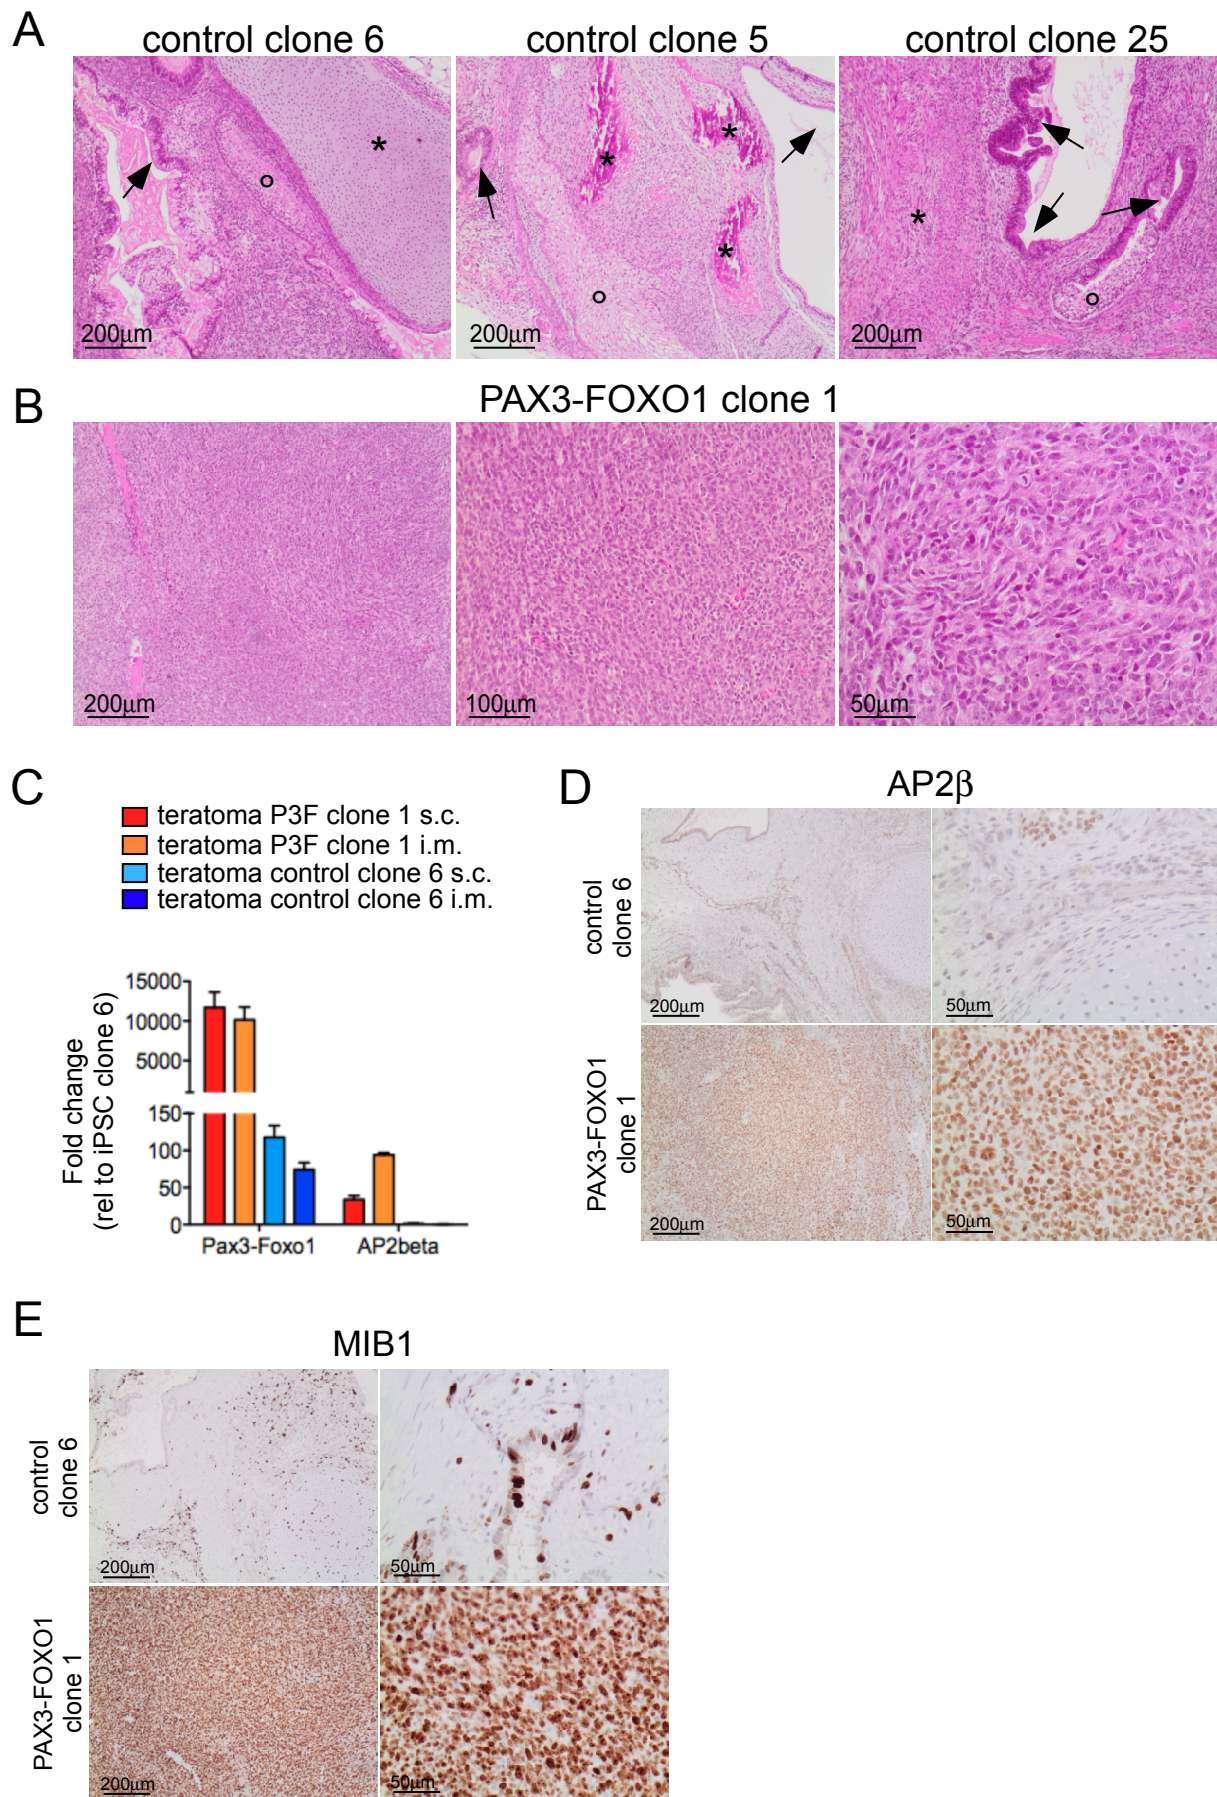 A
control clone 6
control clone 5
control clone 25
*
o
*
*
*
o
*
o
200μm
200μm
200μm
B
PAX3-FOXO1 clone 1
200μm
100μm
50μm
C
teratoma P3F clone 1 s.c.
teratoma P3F clone 1 i.m.
teratoma control clone 6 s.c.
teratoma control clone 6 i.m.
Fold change
(rel to iPSC clone 6)
15000
10000
5000
150
100
50
0
Pax3-Foxo1
AP2beta
D
AP2β
control
clone 6
200μm
50μm
PAX3-FOXO1
clone 1
200μm
50μm
E
MIB1
control
clone 6
200μm
50μm
PAX3-FOXO1
clone 1
200μm
50μm